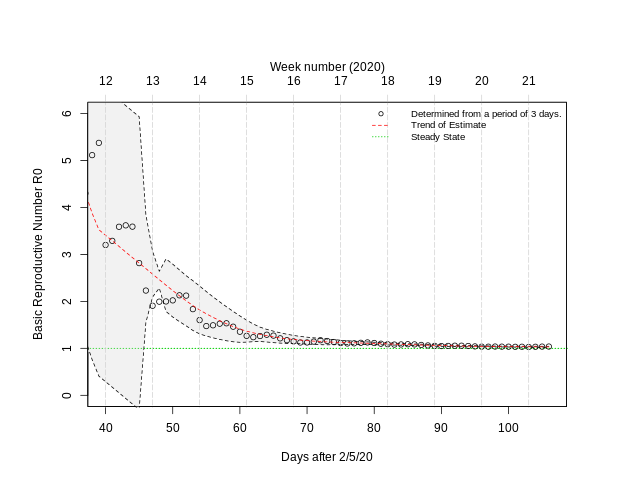 Week number (2020)
12 13 14 15 16 17 18 19 20 21
Determined from a period of 3 days.
Trend of Estimate
Steady State
Basic Reproductive Number R0
6
5
4
3
2
1
0
40 50 60 70 80 90 100
Days after 2/5/20